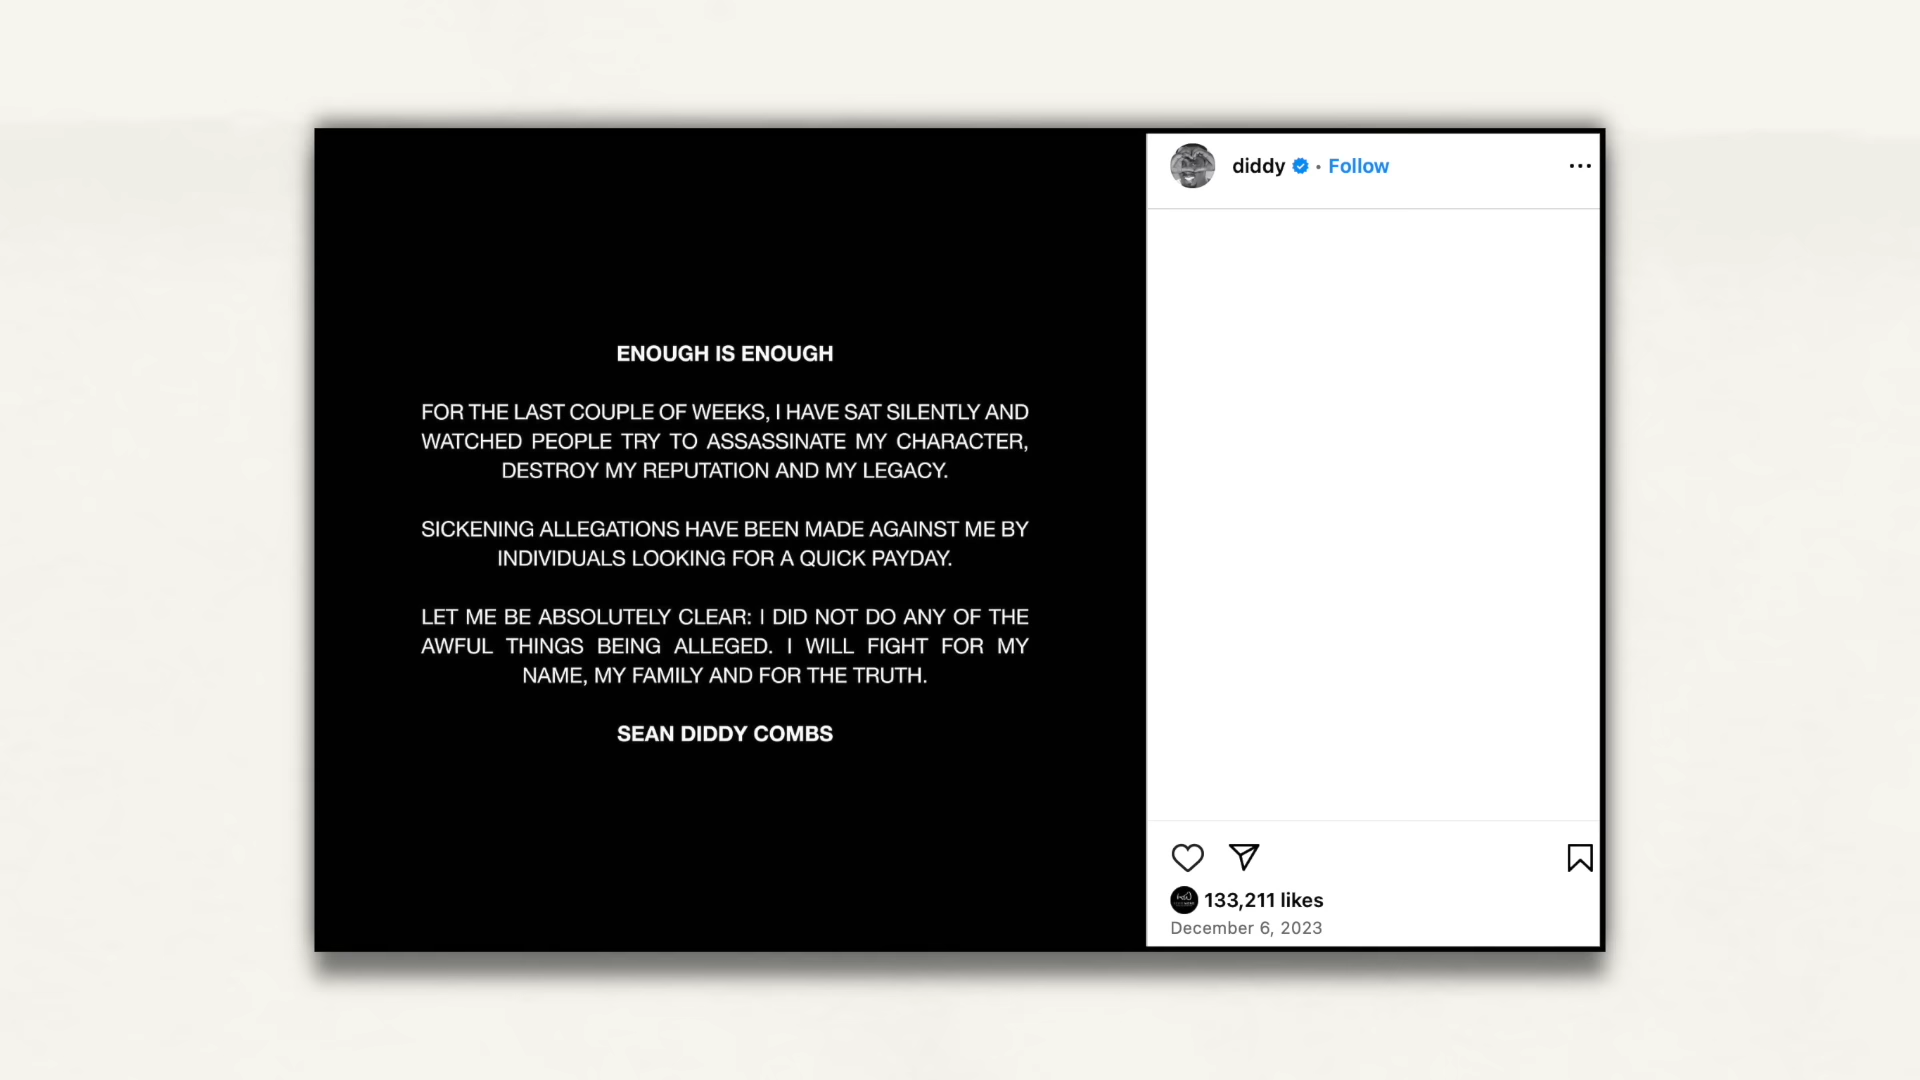 ENOUGH IS ENOUGH
FOR THE LAST COUPLE OF WEEKS, I HAVE SAT SILENTLY AND
WATCHED PEOPLE TRY TO ASSASSINATE MY CHARACTER,
DESTROY MY REPUTATION AND MY LEGACY.
SICKENING ALLEGATIONS HAVE BEEN MADE AGAINST ME BY
INDIVIDUALS LOOKING FOR A QUICK PAYDAY.
LET ME BE ABSOLUTELY CLEAR: I DID NOT DO ANY OF THE
AWFUL THINGS BEING ALLEGED. I WILL FIGHT FOR MY
NAME, MY FAMILY AND FOR THE TRUTH.
SEAN DIDDY COMBS
diddy • Follow
133,211 likes
December 6, 2023